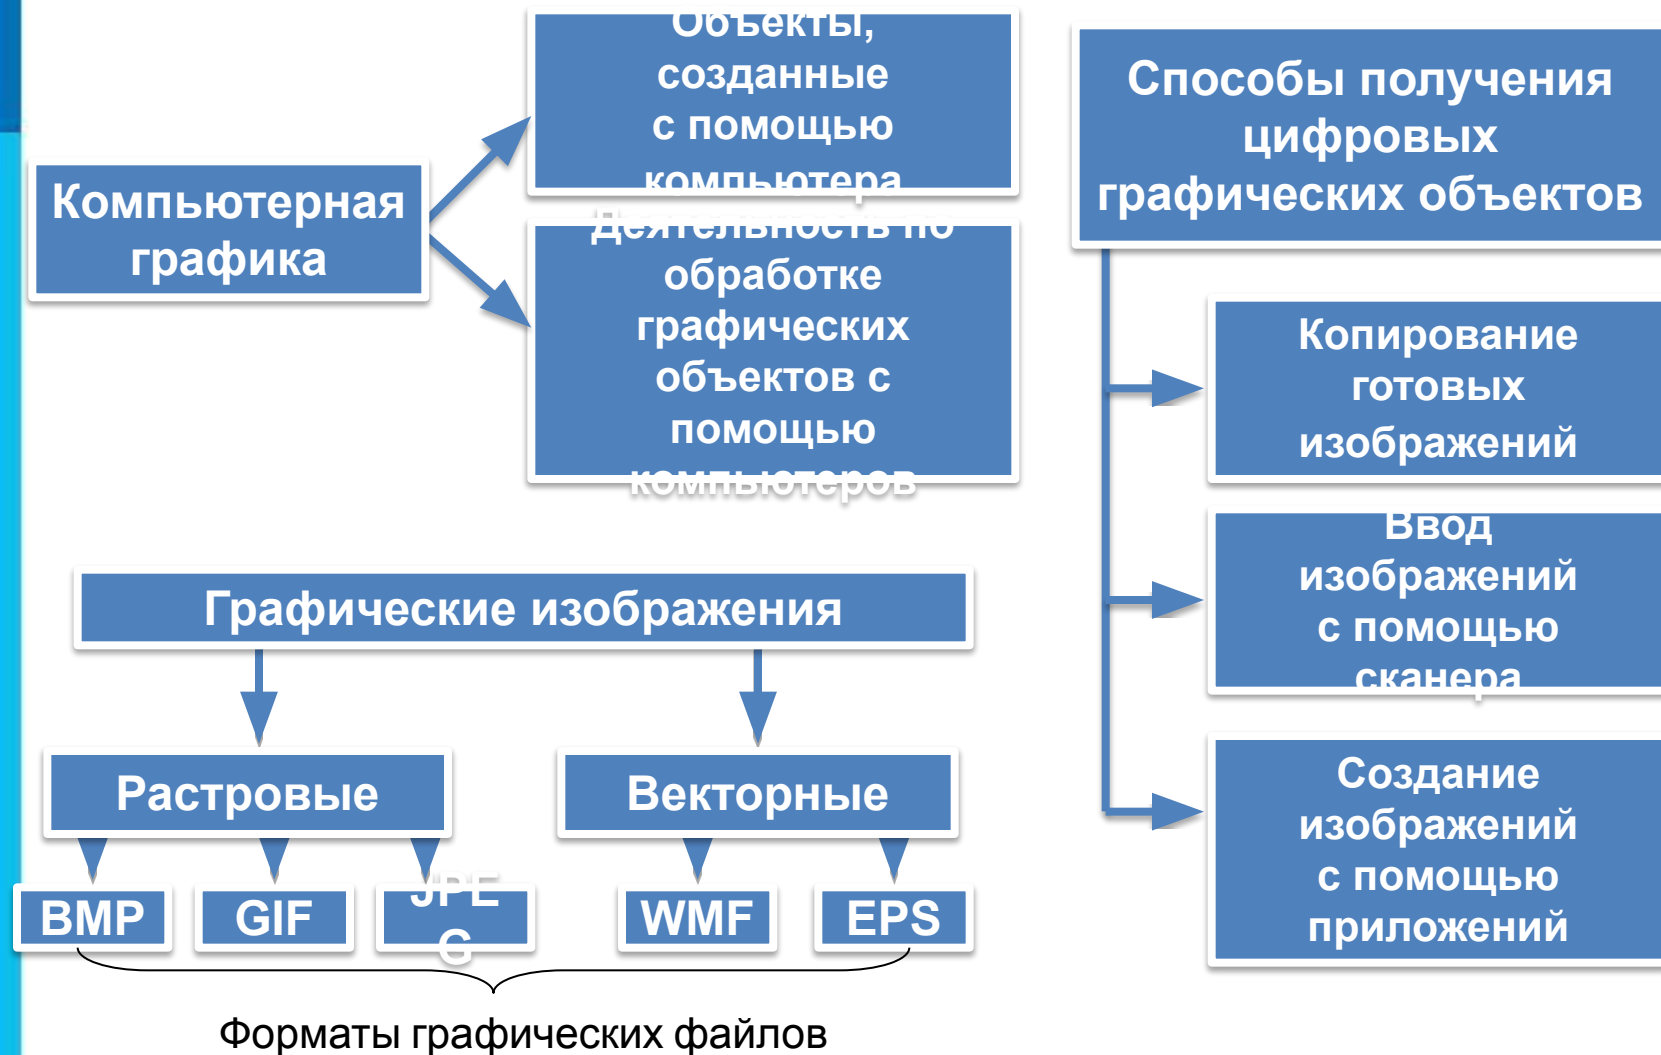 Компьютерная
графика
Объекты,
созданные
с помощью
компьютера
Деятельность по
обработке
графических
объектов с
помощью
компьютеров
Способы получения
цифровых
графических объектов
Копирование
готовых
изображений
Ввод
изображений
с помощью
сканера
Создание
изображений
с помощью
приложений
Графические изображения
Растровые
Векторные
BMP
GIF
JPE
G
WMF
EPS
Форматы графических файлов